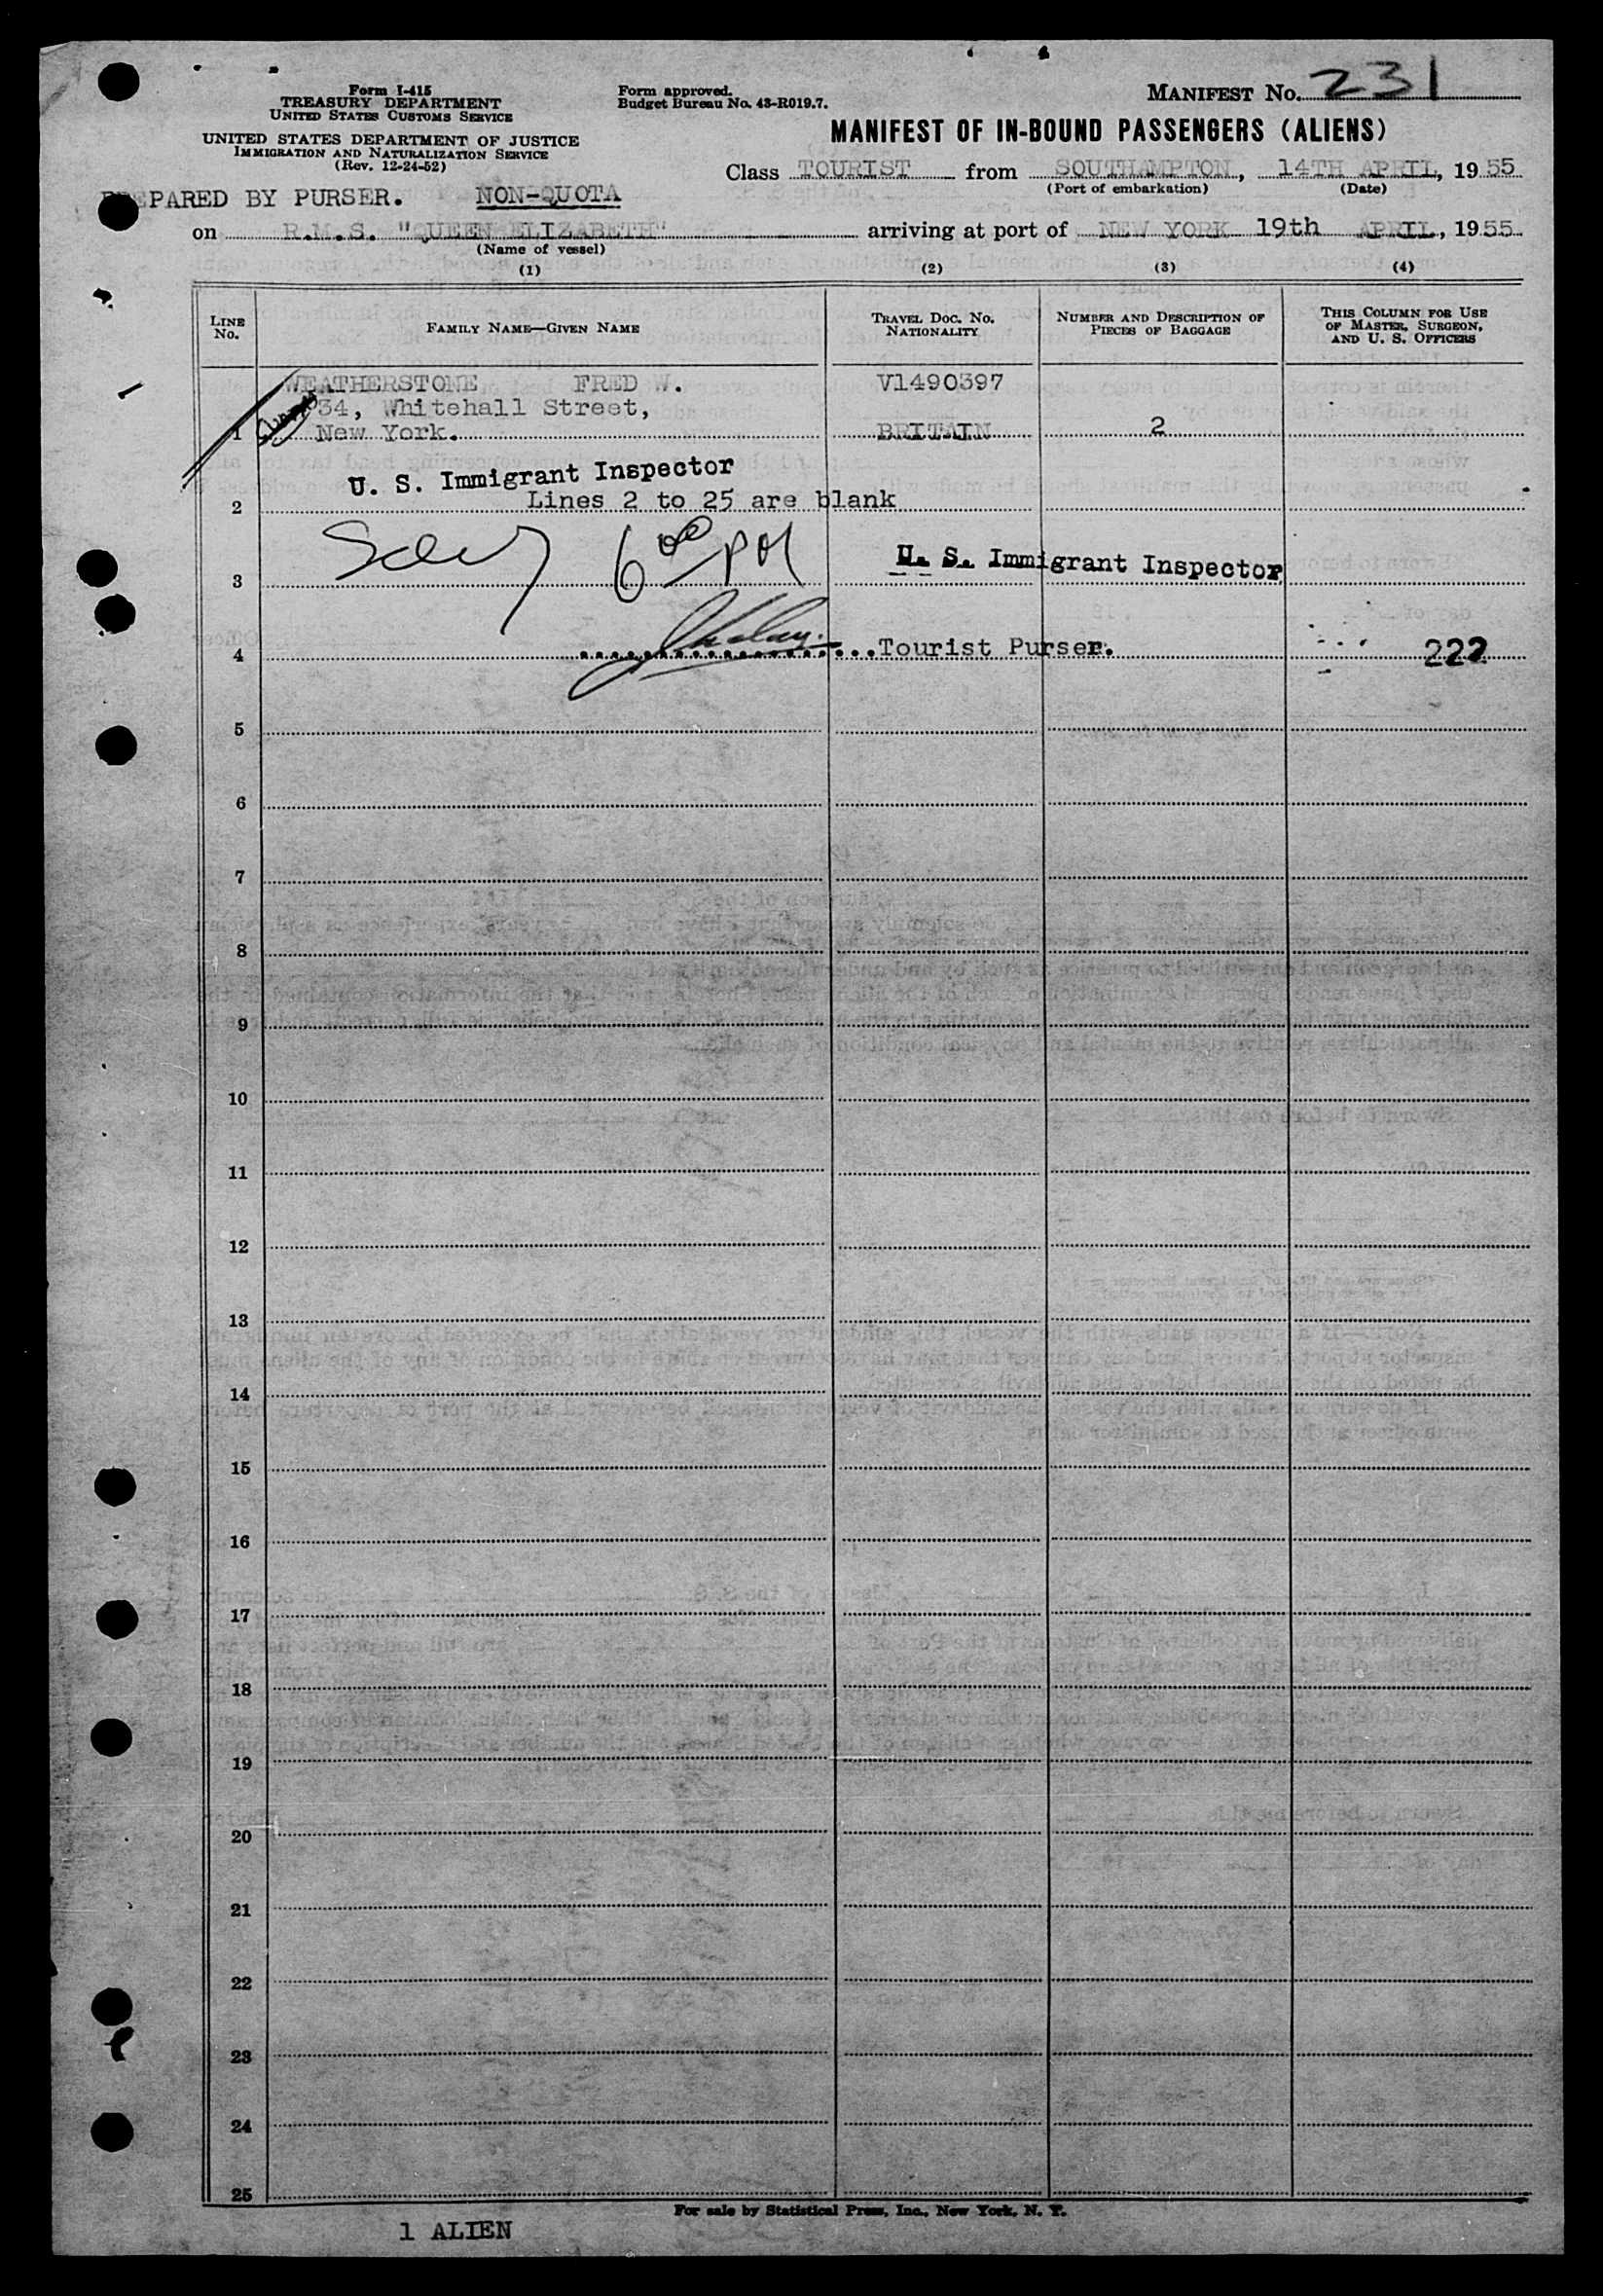 Form I-415
TREASURY DEPARTMENT
UNITED STATES CUSTOMS SERVICE
UNITED STATES DEPARTMENT OF JUSTICE
IMMIGRATION AND NATURALIZATION SERVICE
(Rev. 12-24-52)
Form approved.
Budget Bureau No. 43-R019.7.
MANIFEST No. 231
MANIFEST OF IN-BOUND PASSENGERS (ALIENS)
Class TOURIST from SOUTHAMPTON, 14TH APRIL, 19 55
(Port of embarkation) (Date)
PREPARED BY PURSER. NON-QUOTA
on R.M.S. "QUEEN ELIZABETH" arriving at port of NEW YORK 19th APRIL, 19 55
(Name of vessel)
(1) (2) (3) (4)
LINE No. FAMILY NAME—GIVEN NAME TRAVEL DOC. NO. NATIONALITY NUMBER AND DESCRIPTION OF PIECES OF BAGGAGE THIS COLUMN FOR USE OF MASTER, SURGEON, AND U. S. OFFICERS
WEATHERSTONE FRED W. V1490397
34, Whitehall Street,
1 New York. BRITAIN 2
U. S. Immigrant Inspector
2 Lines 2 to 25 are blank
6 00 PM
3 U. S. Immigrant Inspector
4 Tourist Purser. 222
5
6
7
8
9
10
11
12
13
14
15
16
17
18
19
20
21
22
23
24
25
For sale by Statistical Press, Inc., New York, N. Y.
1 ALIEN